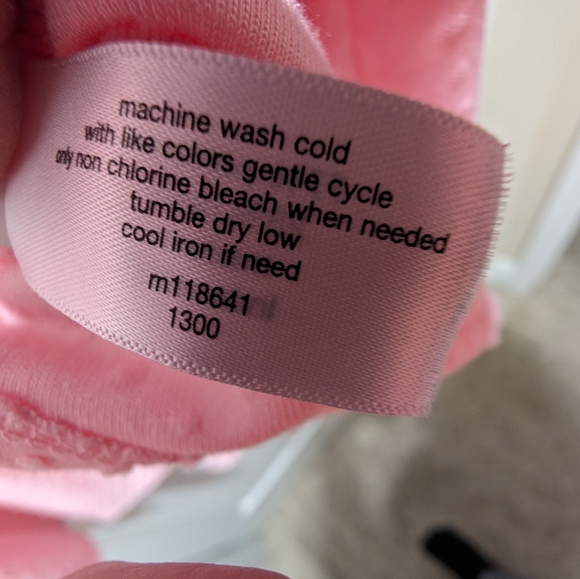 machine wash cold
with like colors gentle cycle
only non chlorine bleach when needed
tumble dry low
cool iron if need
m118641
1300